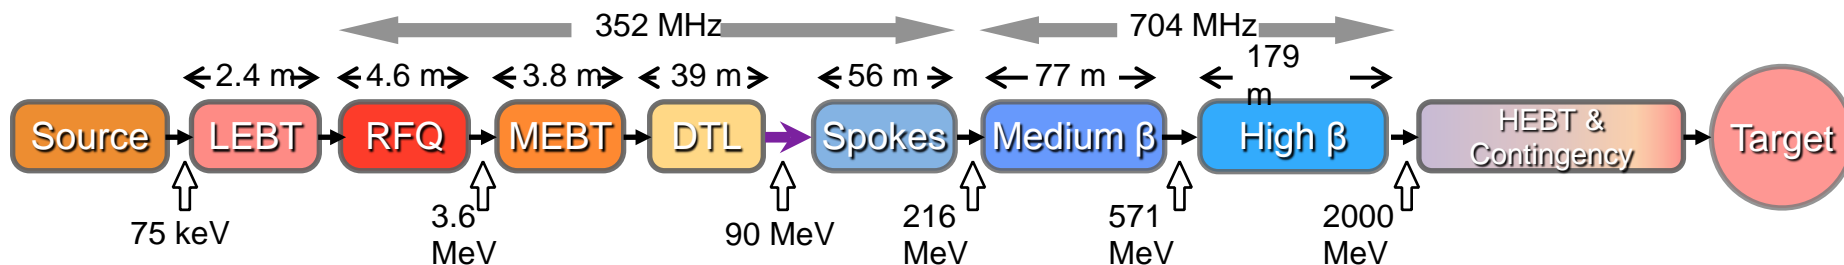 352 MHz
704 MHz
2.4 m
4.6 m
3.8 m
39 m
56 m
77 m
179
m
Source
LEBT
RFQ
MEBT
DTL
Spokes
Medium β
High β
HEBT &
Contingency
Target
75 keV
3.6
MeV
90 MeV
216
MeV
571
MeV
2000
MeV